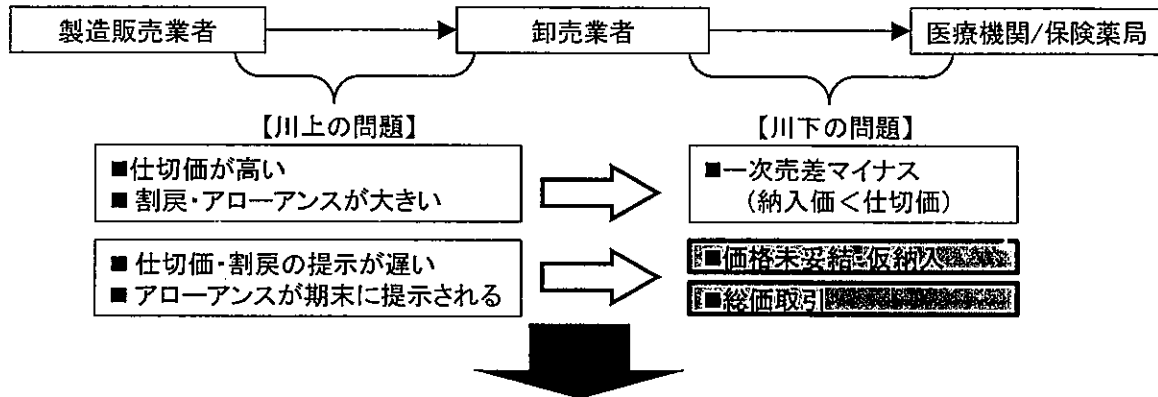 製造販売業者
卸売業者
医療機関/保険薬局
【川上の問題】
【川下の問題】
■仕切価が高い
■割戻・アローアンスが大きい
■一次売差マイナス
(納入価<仕切価)
■仕切価・割戻の提示が遅い
■アローアンスが期末に提示される
■価格未妥結・仮納入
■総価取引